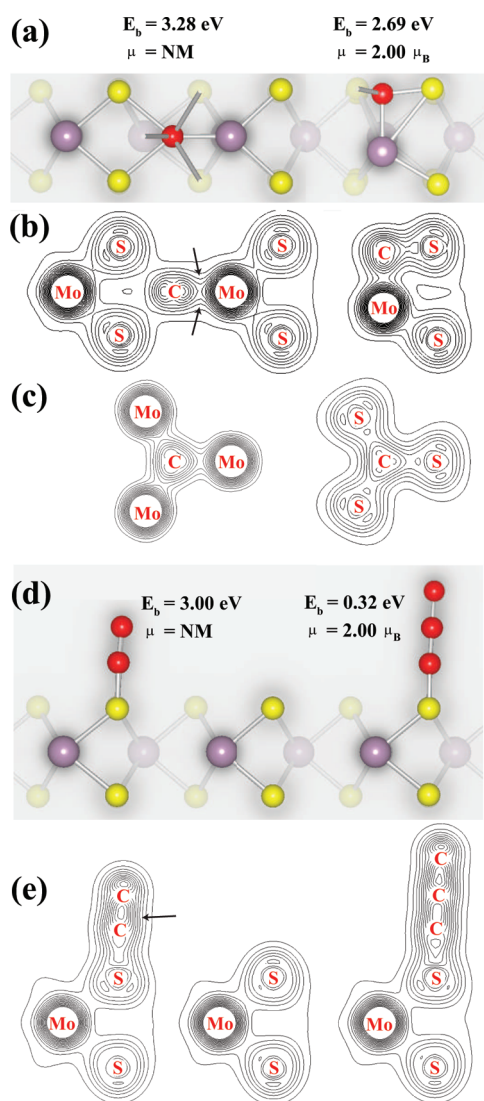 (a)
E_b = 3.28 eV
μ = NM
E_b = 2.69 eV
μ = 2.00 μ_B
(b)
S
S
C
S
Mo
C
Mo
Mo
S
S
S
(c)
Mo
S
C
Mo
C
S
Mo
S
(d)
E_b = 3.00 eV
μ = NM
E_b = 0.32 eV
μ = 2.00 μ_B
(e)
C
C
C
C
C
S
S
S
Mo
Mo
Mo
S
S
S